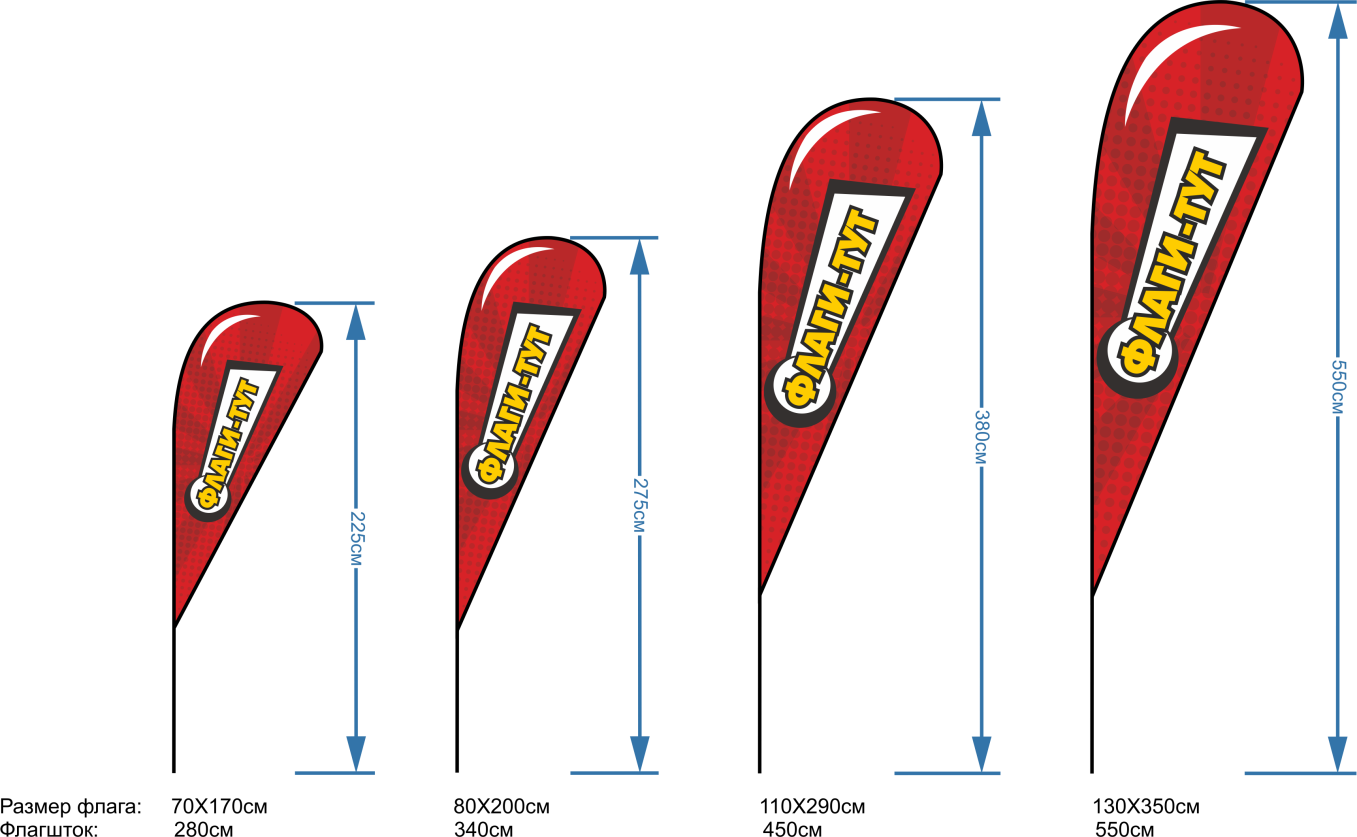 ФЛАГИ-ТУТ
ФЛАГИ-ТУТ
ФЛАГИ-ТУТ
ФЛАГИ-ТУТ
225см
275см
380см
550см
Размер флага: 70X170см 80X200см 110X290см 130X350см
Флагшток: 280см 340см 450см 550см